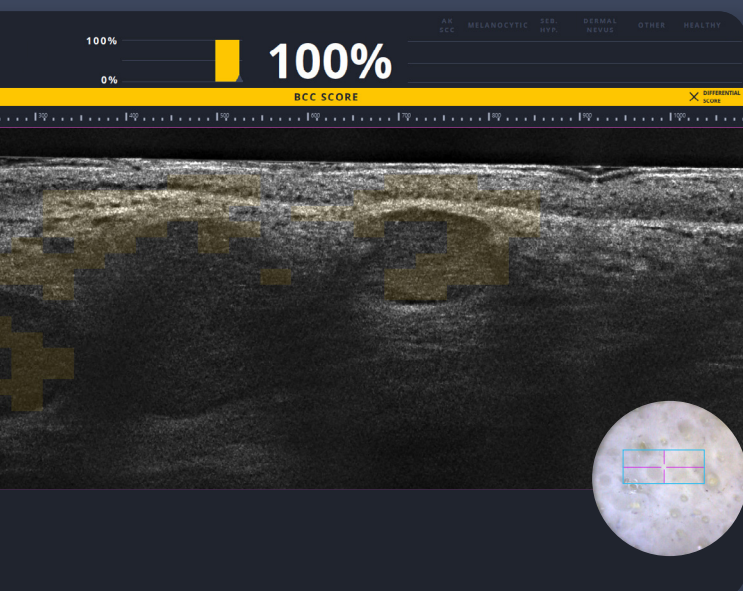 AK SCC MELANOCYTIC SEB. HYP. DERMAL NEVUS OTHER HEALTHY
100%
100%
0%
BCC SCORE
DIFFERENTIAL SCORE
300 400 500 600 700 800 900 1000